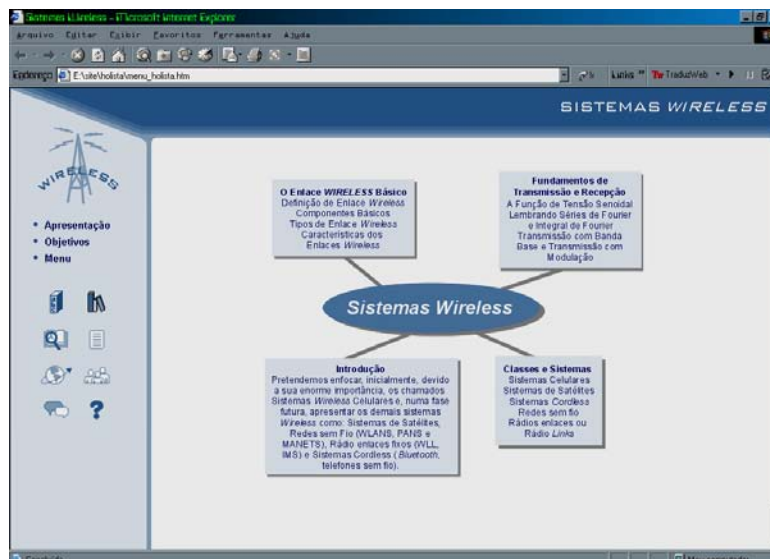 Sistemas Wireless - Microsoft Internet Explorer
Arquivo Editar Exibir Favoritos Ferramentas Ajuda
Endereço E:\site\holista\menu_holista.htm Links TraduzWeb
SISTEMAS WIRELESS
WIRELESS
• Apresentação
• Objetivos
• Menu
O Enlace WIRELESS Básico
Definição de Enlace Wireless
Componentes Básicos
Tipos de Enlace Wireless
Características dos
Enlaces Wireless
Fundamentos de
Transmissão e Recepção
A Função de Tensão Senoidal
Lembrando Séries de Fourier
e Integral de Fourier
Transmissão com Banda
Base e Transmissão com
Modulação
Sistemas Wireless
Introdução
Pretendemos enfocar, inicialmente, devido
a sua enorme importância, os chamados
Sistemas Wireless Celulares e, numa fase
futura, apresentar os demais sistemas
Wireless como: Sistemas de Satélites,
Redes sem Fio (WLANS, PANS e
MANETS), Rádio enlaces fixos (WLL,
IMS) e Sistemas Cordless ( Bluetooth,
telefones sem fio).
Classes e Sistemas
Sistemas Celulares
Sistemas de Satélites
Sistemas Cordless
Redes sem fio
Rádios enlaces ou
Rádio Links